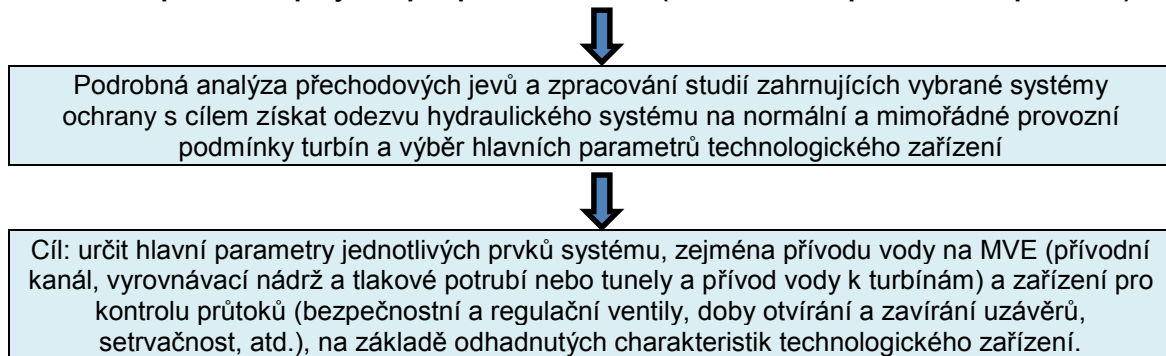 Podrobná analýza přechodových jevů a zpracování studií zahrnujících vybrané systémy
ochrany s cílem získat odezvu hydraulického systému na normální a mimořádné provozní
podmínky turbín a výběr hlavních parametrů technologického zařízení
Cíl: určit hlavní parametry jednotlivých prvků systému, zejména přívodu vody na MVE (přívodní
kanál, vyrovnávací nádrž a tlakové potrubí nebo tunely a přívod vody k turbínám) a zařízení pro
kontrolu průtoků (bezpečnostní a regulační ventily, doby otvírání a zavírání uzávěrů,
setrvačnost, atd.), na základě odhadnutých charakteristik technologického zařízení.